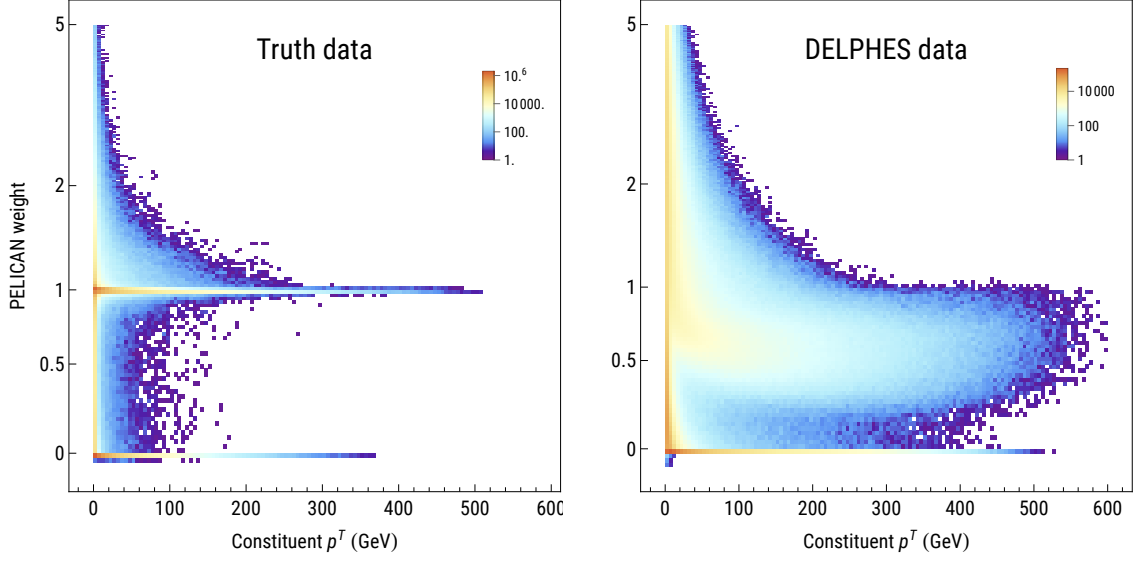 Truth data
10.⁶
10000.
100.
1.
5
2
1
0.5
0
PELICAN weight
0 100 200 300 400 500 600
Constituent pᵀ (GeV)
DELPHES data
10000
100
1
5
2
1
0.5
0
0 100 200 300 400 500 600
Constituent pᵀ (GeV)